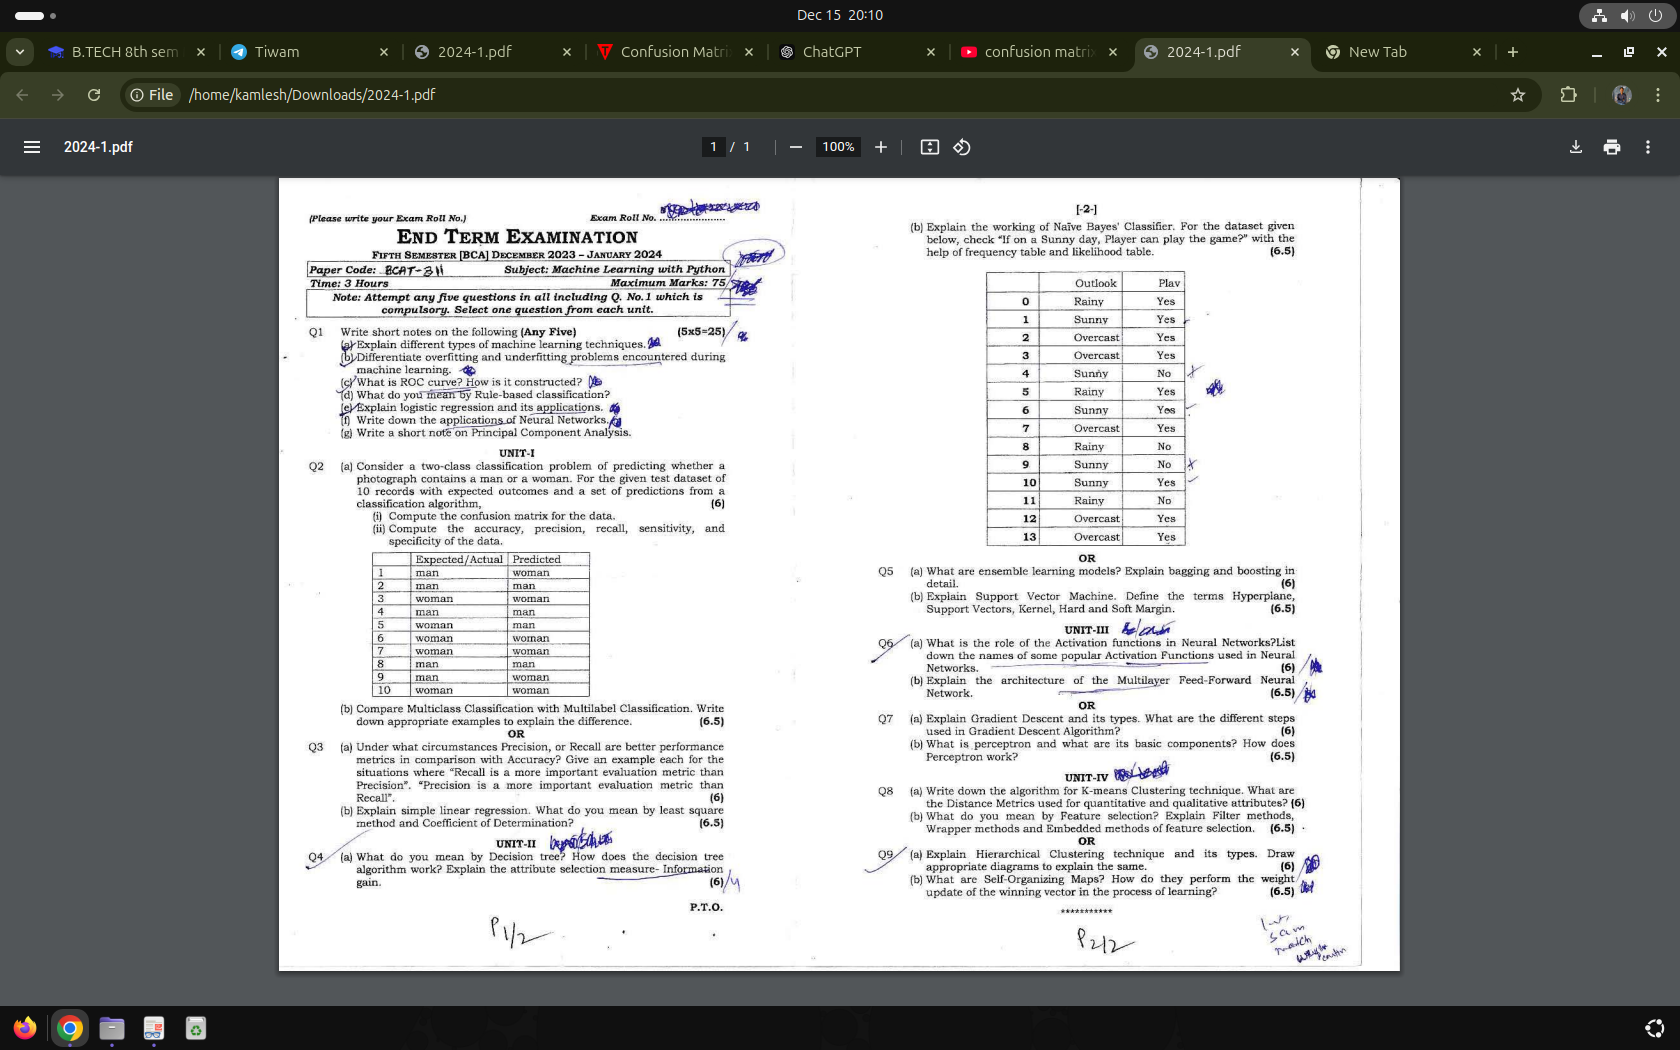 Dec 15 20:10
B.TECH 8th sem
Tiwam
2024-1.pdf
Confusion Matri
ChatGPT
confusion matri
2024-1.pdf
New Tab
File /home/kamlesh/Downloads/2024-1.pdf
2024-1.pdf
1 / 1
100%
(Please write your Exam Roll No.) Exam Roll No. ......................
END TERM EXAMINATION
FIFTH SEMESTER [BCA] DECEMBER 2023 – JANUARY 2024
Paper Code: BCAT-311 Subject: Machine Learning with Python
Time: 3 Hours Maximum Marks: 75
Note: Attempt any five questions in all including Q. No.1 which is
compulsory. Select one question from each unit.
Q1 Write short notes on the following (Any Five) (5x5=25)
(a) Explain different types of machine learning techniques.
(b) Differentiate overfitting and underfitting problems encountered during
machine learning.
(c) What is ROC curve? How is it constructed?
(d) What do you mean by Rule-based classification?
(e) Explain logistic regression and its applications.
(f) Write down the applications of Neural Networks.
(g) Write a short note on Principal Component Analysis.
UNIT-I
Q2 (a) Consider a two-class classification problem of predicting whether a
photograph contains a man or a woman. For the given test dataset of
10 records with expected outcomes and a set of predictions from a
classification algorithm, (6)
(i) Compute the confusion matrix for the data.
(ii) Compute the accuracy, precision, recall, sensitivity, and
specificity of the data.
Expected/Actual Predicted
1 man woman
2 man man
3 woman woman
4 man man
5 woman man
6 woman woman
7 woman woman
8 man man
9 man woman
10 woman woman
(b) Compare Multiclass Classification with Multilabel Classification. Write
down appropriate examples to explain the difference. (6.5)
OR
Q3 (a) Under what circumstances Precision, or Recall are better performance
metrics in comparison with Accuracy? Give an example each for the
situations where “Recall is a more important evaluation metric than
Precision”. “Precision is a more important evaluation metric than
Recall”. (6)
(b) Explain simple linear regression. What do you mean by least square
method and Coefficient of Determination? (6.5)
UNIT-II
Q4 (a) What do you mean by Decision tree? How does the decision tree
algorithm work? Explain the attribute selection measure- Information
gain. (6)
P.T.O.
P 1/2
[-2-]
(b) Explain the working of Naïve Bayes' Classifier. For the dataset given
below, check “If on a Sunny day, Player can play the game?” with the
help of frequency table and likelihood table. (6.5)
Outlook Play
0 Rainy Yes
1 Sunny Yes
2 Overcast Yes
3 Overcast Yes
4 Sunny No
5 Rainy Yes
6 Sunny Yes
7 Overcast Yes
8 Rainy No
9 Sunny No
10 Sunny Yes
11 Rainy No
12 Overcast Yes
13 Overcast Yes
OR
Q5 (a) What are ensemble learning models? Explain bagging and boosting in
detail. (6)
(b) Explain Support Vector Machine. Define the terms Hyperplane,
Support Vectors, Kernel, Hard and Soft Margin. (6.5)
UNIT-III
Q6 (a) What is the role of the Activation functions in Neural Networks?List
down the names of some popular Activation Functions used in Neural
Networks. (6)
(b) Explain the architecture of the Multilayer Feed-Forward Neural
Network. (6.5)
OR
Q7 (a) Explain Gradient Descent and its types. What are the different steps
used in Gradient Descent Algorithm? (6)
(b) What is perceptron and what are its basic components? How does
Perceptron work? (6.5)
UNIT-IV
Q8 (a) Write down the algorithm for K-means Clustering technique. What are
the Distance Metrics used for quantitative and qualitative attributes? (6)
(b) What do you mean by Feature selection? Explain Filter methods,
Wrapper methods and Embedded methods of feature selection. (6.5)
OR
Q9 (a) Explain Hierarchical Clustering technique and its types. Draw
appropriate diagrams to explain the same. (6)
(b) What are Self-Organizing Maps? How do they perform the weight
update of the winning vector in the process of learning? (6.5)
***********
P 2/2